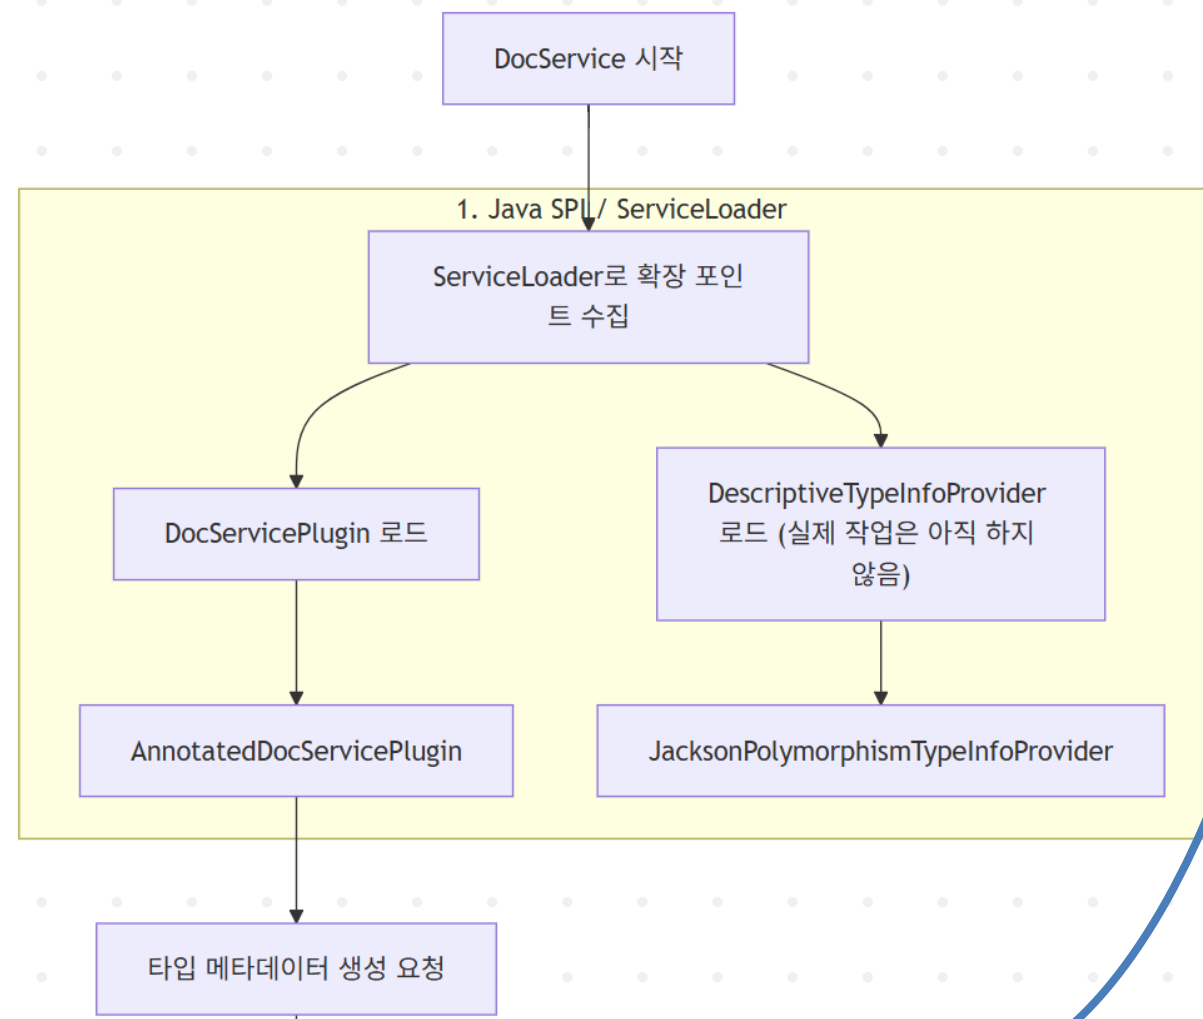 DocService 시작
1. Java SPI / ServiceLoader
ServiceLoader로 확장 포인
트 수집
DocServicePlugin 로드
DescriptiveTypeInfoProvider
로드 (실제 작업은 아직 하지
않음)
AnnotatedDocServicePlugin
JacksonPolymorphismTypeInfoProvider
타입 메타데이터 생성 요청